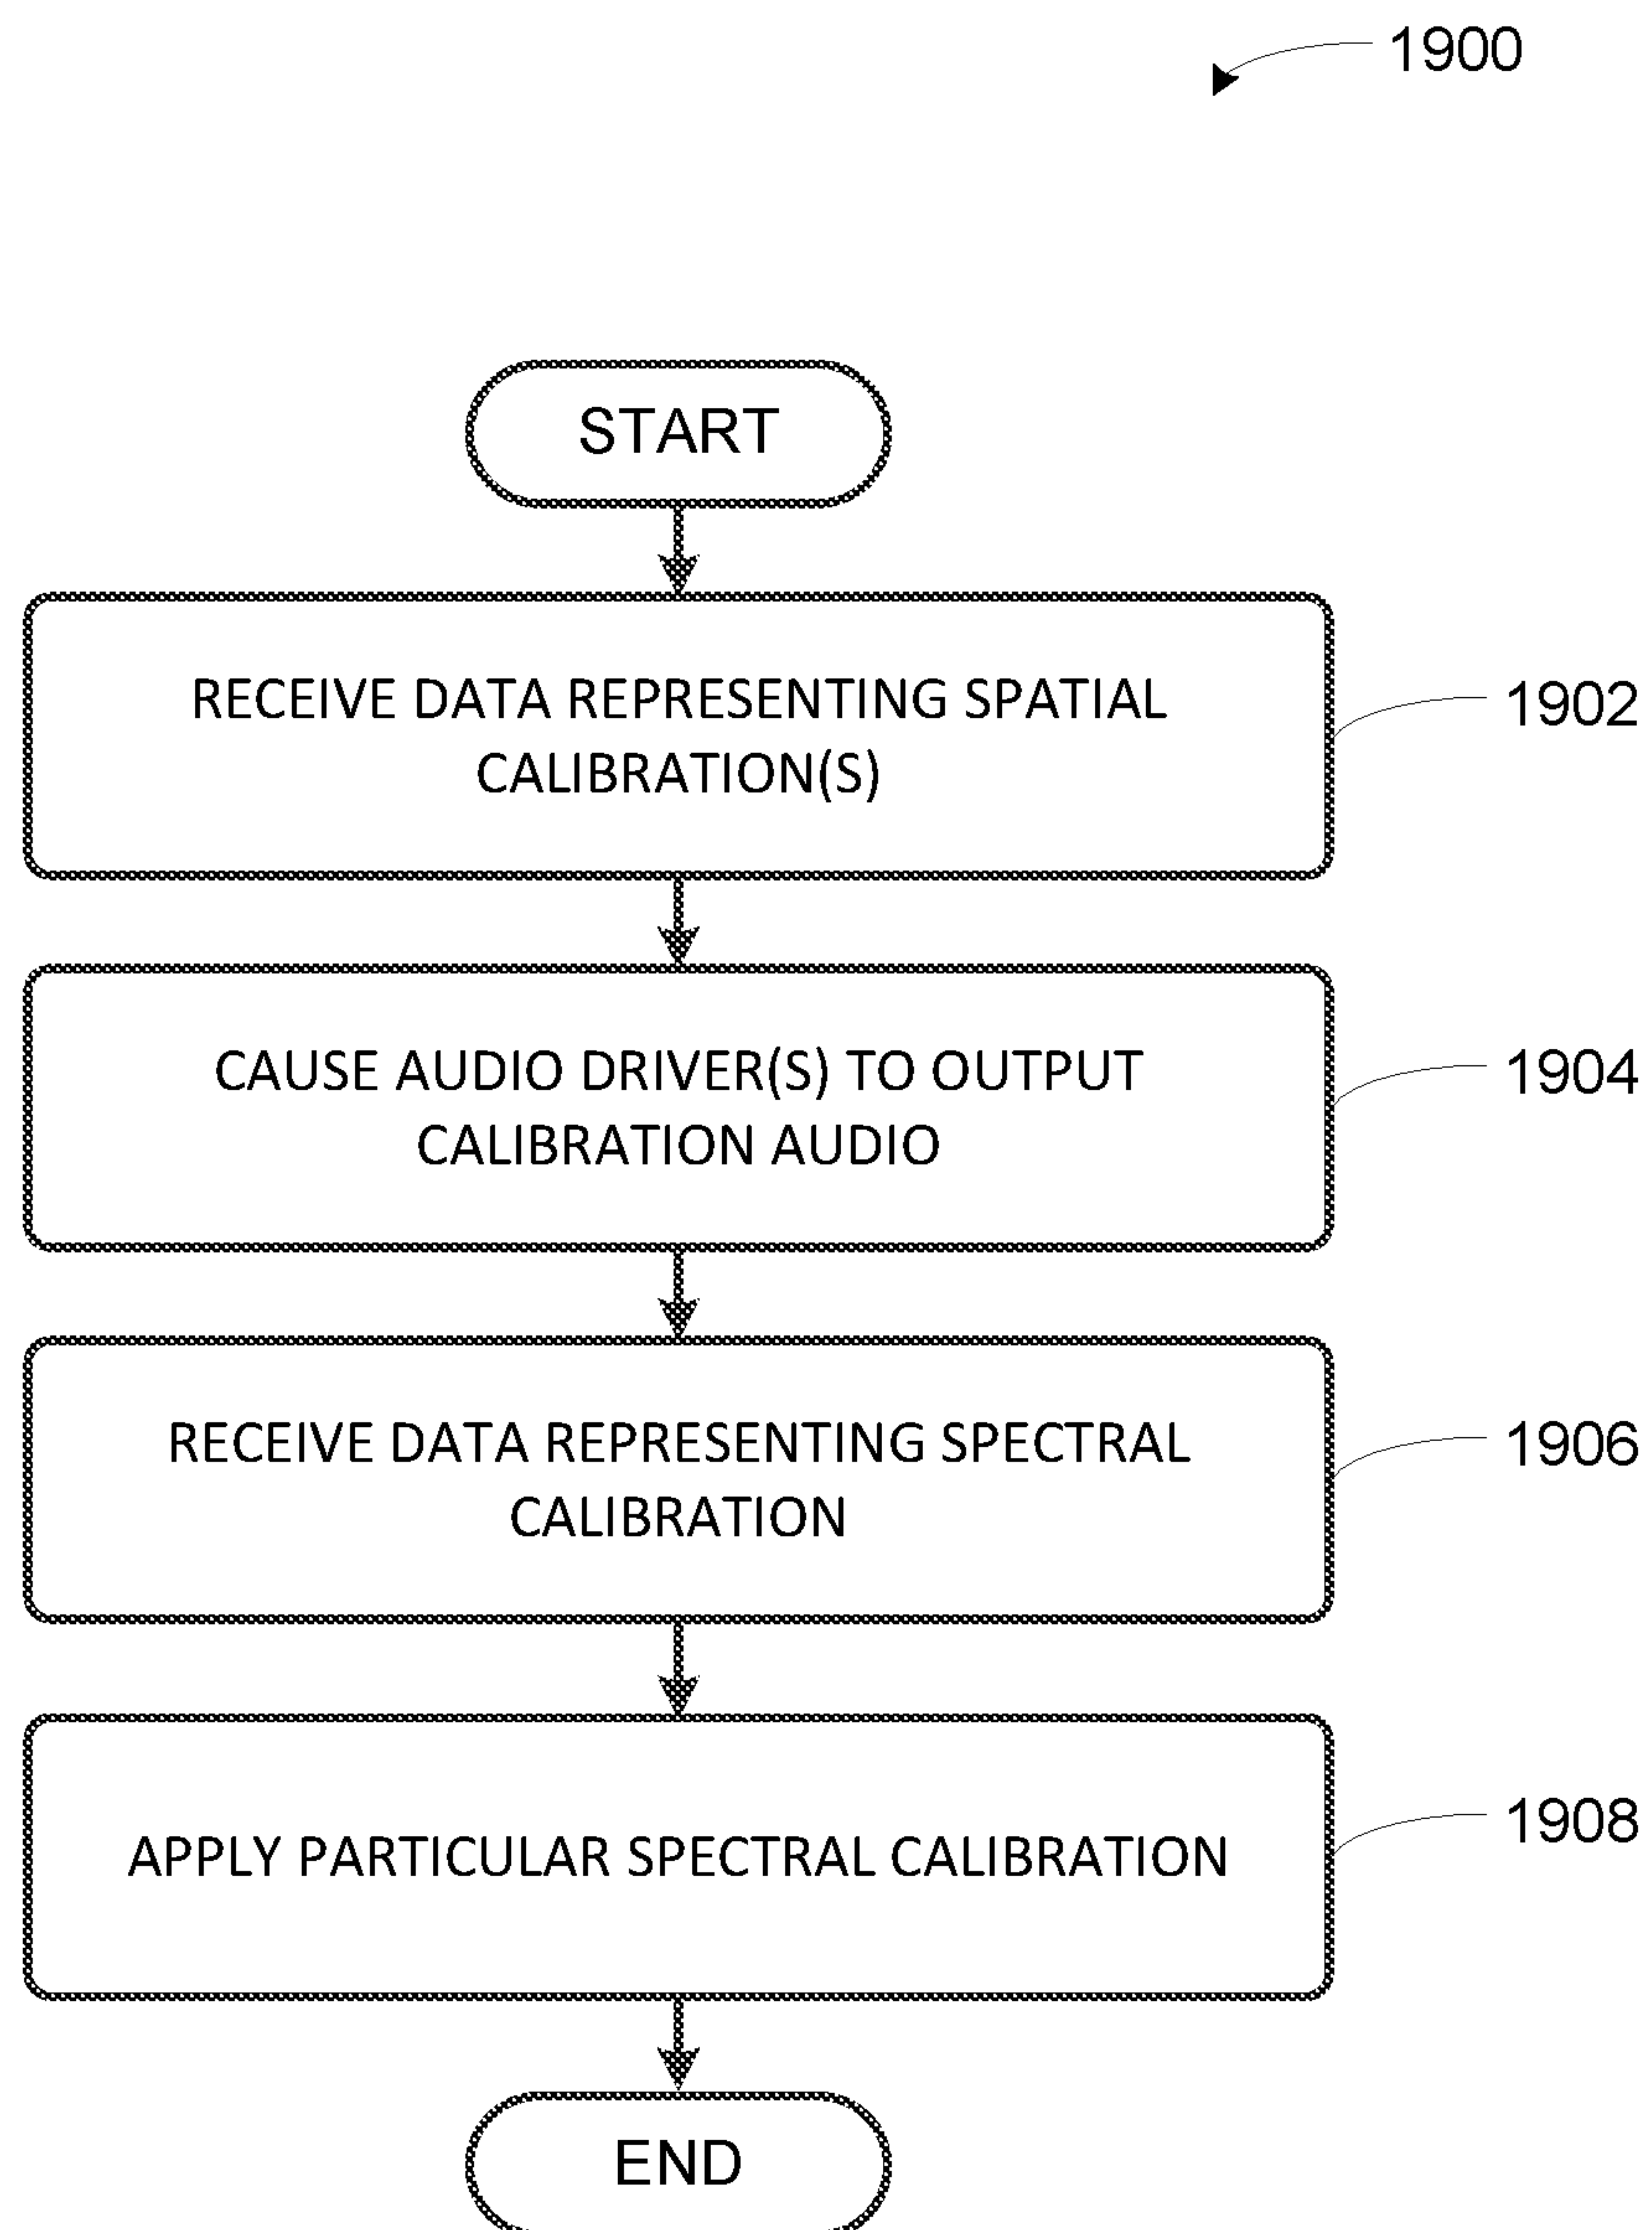 1900
START
RECEIVE DATA REPRESENTING SPATIAL
CALIBRATION(S)
1902
CAUSE AUDIO DRIVER(S) TO OUTPUT
CALIBRATION AUDIO
1904
RECEIVE DATA REPRESENTING SPECTRAL
CALIBRATION
1906
APPLY PARTICULAR SPECTRAL CALIBRATION
1908
END